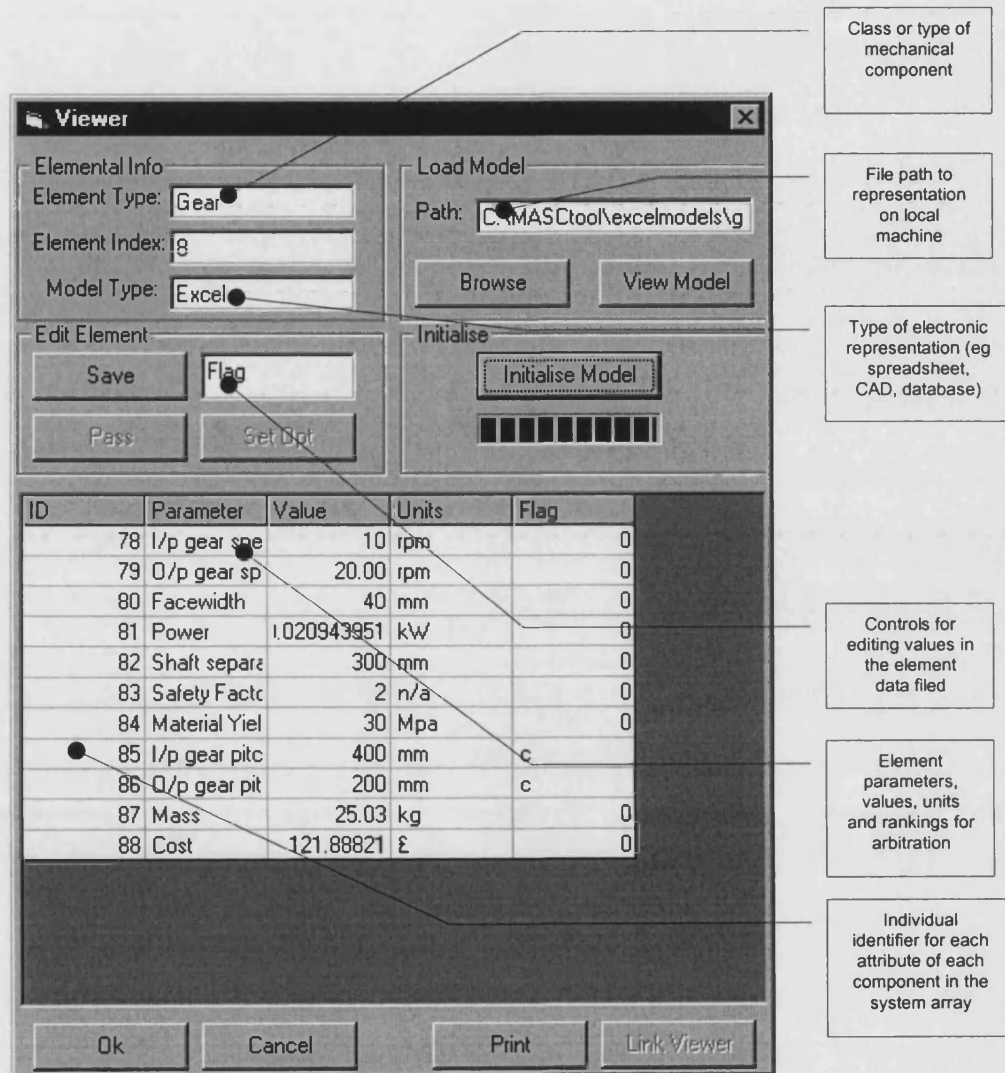 Class or type of
mechanical
component
Viewer
Elemental Info
Element Type: Gear
Element Index: 8
Model Type: Excel
Load Model
Path: C:\MASCtool\excelmodels\g
Browse
View Model
File path to
representation
on local
machine
Edit Element
Save
Flag
Pass
Set Opt
Initialise
Initialise Model
Type of electronic
representation (eg
spreadsheet,
CAD, database)
ID Parameter Value Units Flag
78 I/p gear spe 10 rpm 0
79 O/p gear sp 20.00 rpm 0
80 Facewidth 40 mm 0
81 Power .020943951 kW 0
82 Shaft separa 300 mm 0
83 Safety Facto 2 n/a 0
84 Material Yiel 30 Mpa 0
85 I/p gear pitc 400 mm c
86 O/p gear pit 200 mm c
87 Mass 25.03 kg 0
88 Cost 121.88821 £ 0
Controls for
editing values in
the element
data filed
Element
parameters,
values, units
and rankings for
arbitration
Individual
identifier for each
attribute of each
component in the
system array
Ok
Cancel
Print
Link Viewer